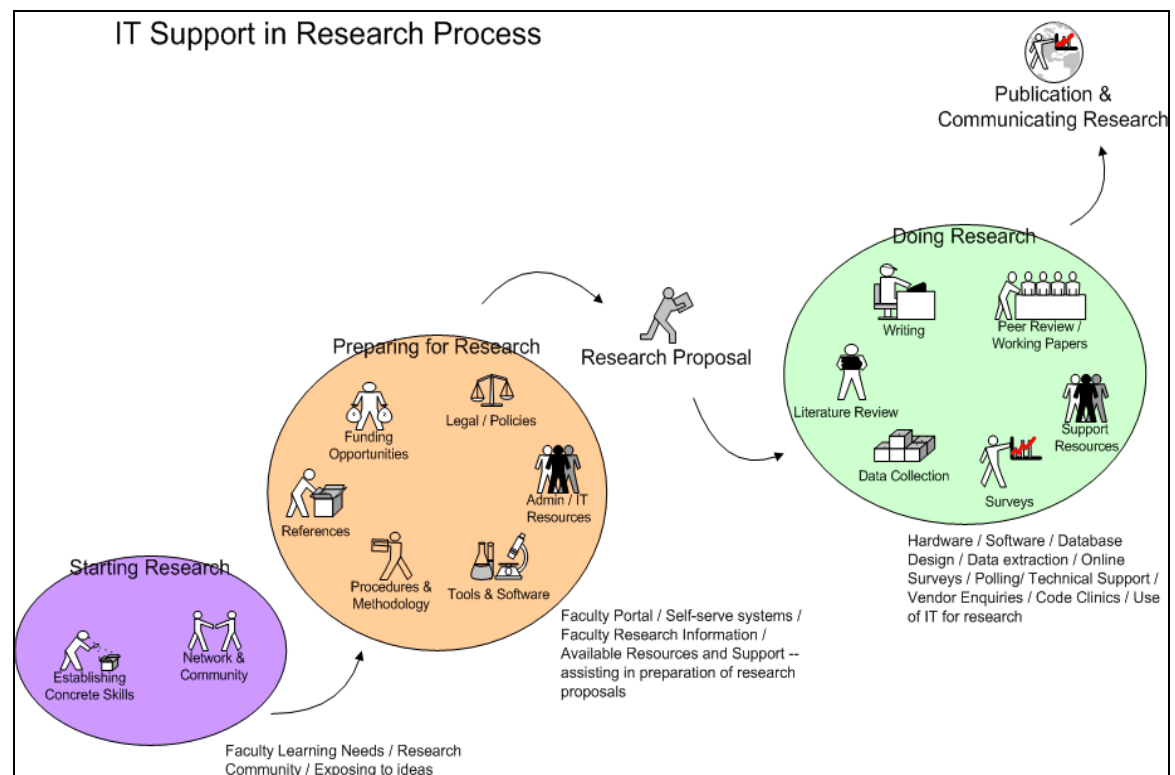 IT Support in Research Process
Publication &
Communicating Research
Doing Research
Writing
Peer Review /
Working Papers
Literature Review
Support
Resources
Data Collection
Surveys
Hardware / Software / Database
Design / Data extraction / Online
Surveys / Polling/ Technical Support /
Vendor Enquiries / Code Clinics / Use
of IT for research
Research Proposal
Preparing for Research
Funding
Opportunities
Legal / Policies
References
Admin / IT
Resources
Procedures &
Methodology
Tools & Software
Faculty Portal / Self-serve systems /
Faculty Research Information /
Available Resources and Support --
assisting in preparation of research
proposals
Starting Research
Establishing
Concrete Skills
Network &
Community
Faculty Learning Needs / Research
Community / Exposing to ideas